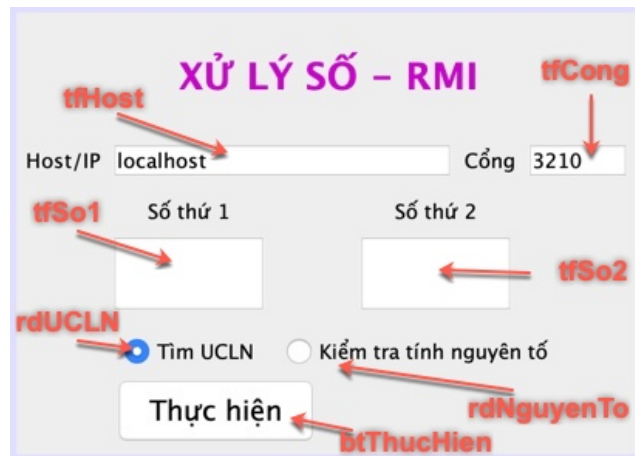 XỬ LÝ SỐ – RMI
tfCong
tfHost
Host/IP localhost Cổng 3210
tfSo1 Số thứ 1 Số thứ 2
tfSo2
rdUCLN
Tìm UCLN Kiểm tra tính nguyên tố
Thực hiện rdNguyenTo
btThucHien